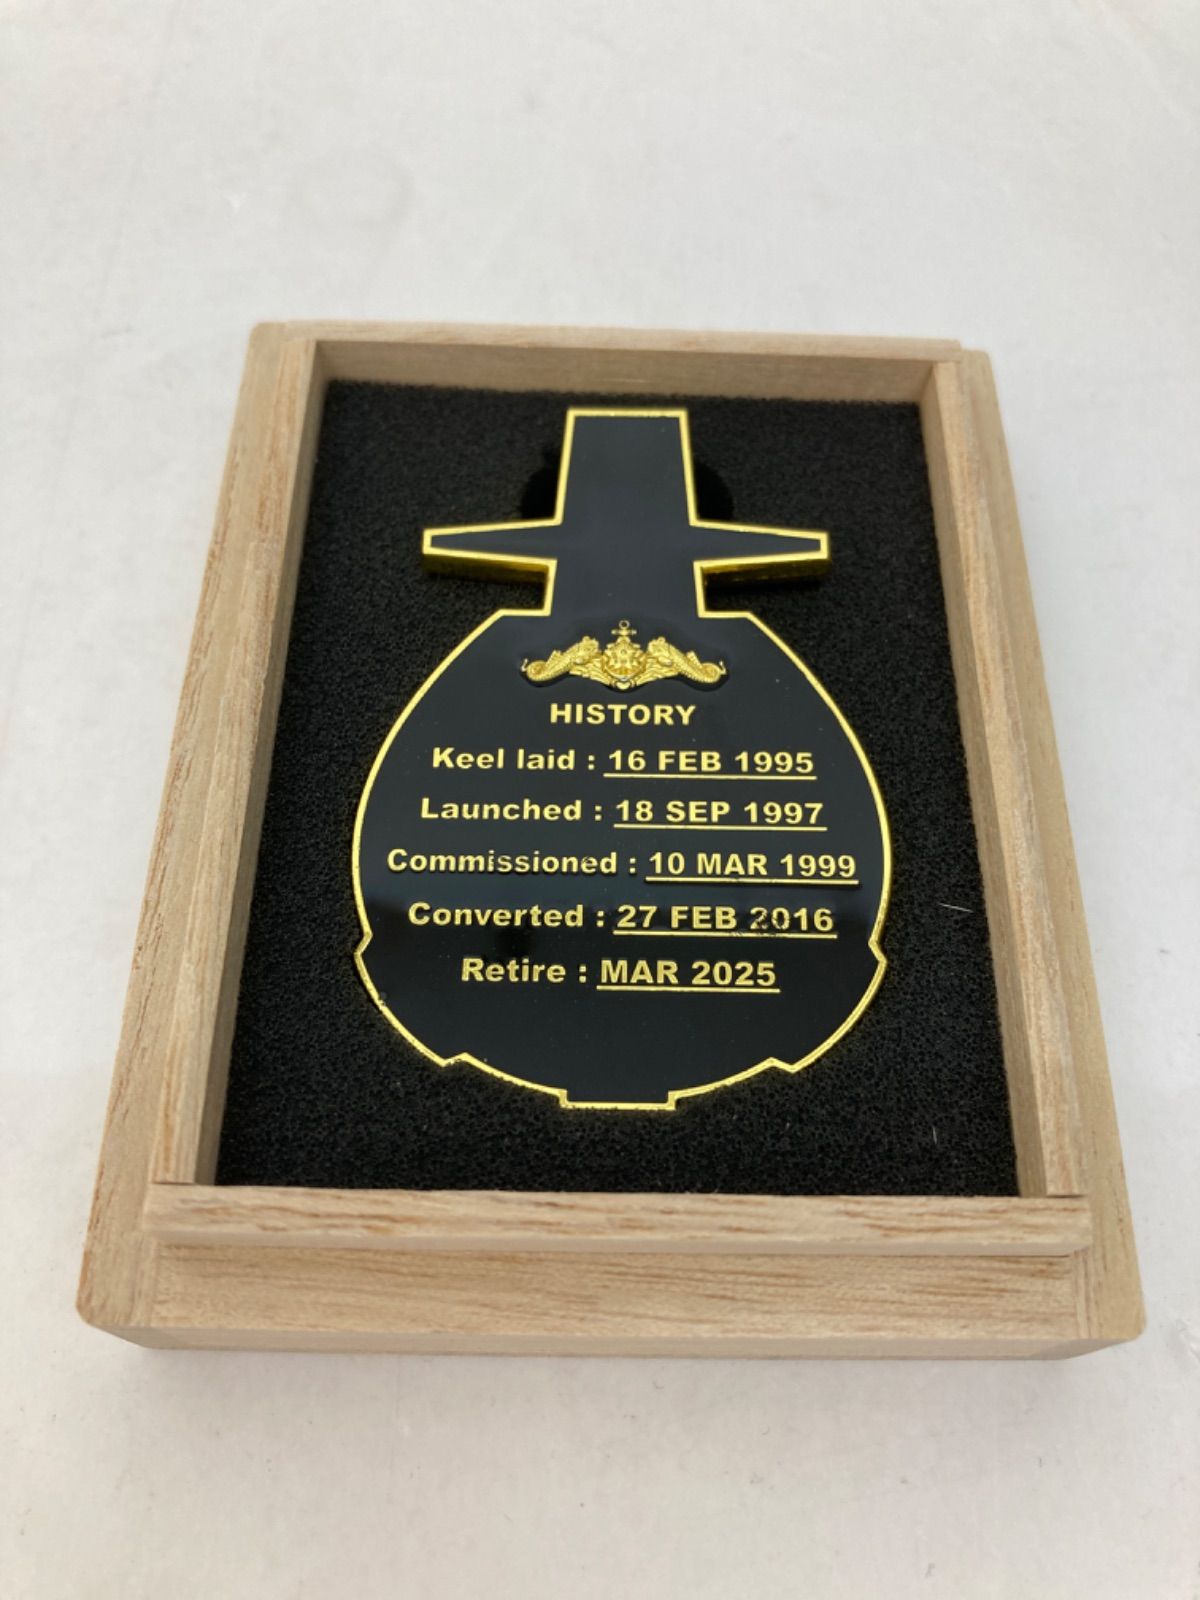 HISTORY
Keel laid : 16 FEB 1995
Launched : 18 SEP 1997
Commissioned : 10 MAR 1999
Converted : 27 FEB 2016
Retire : MAR 2025